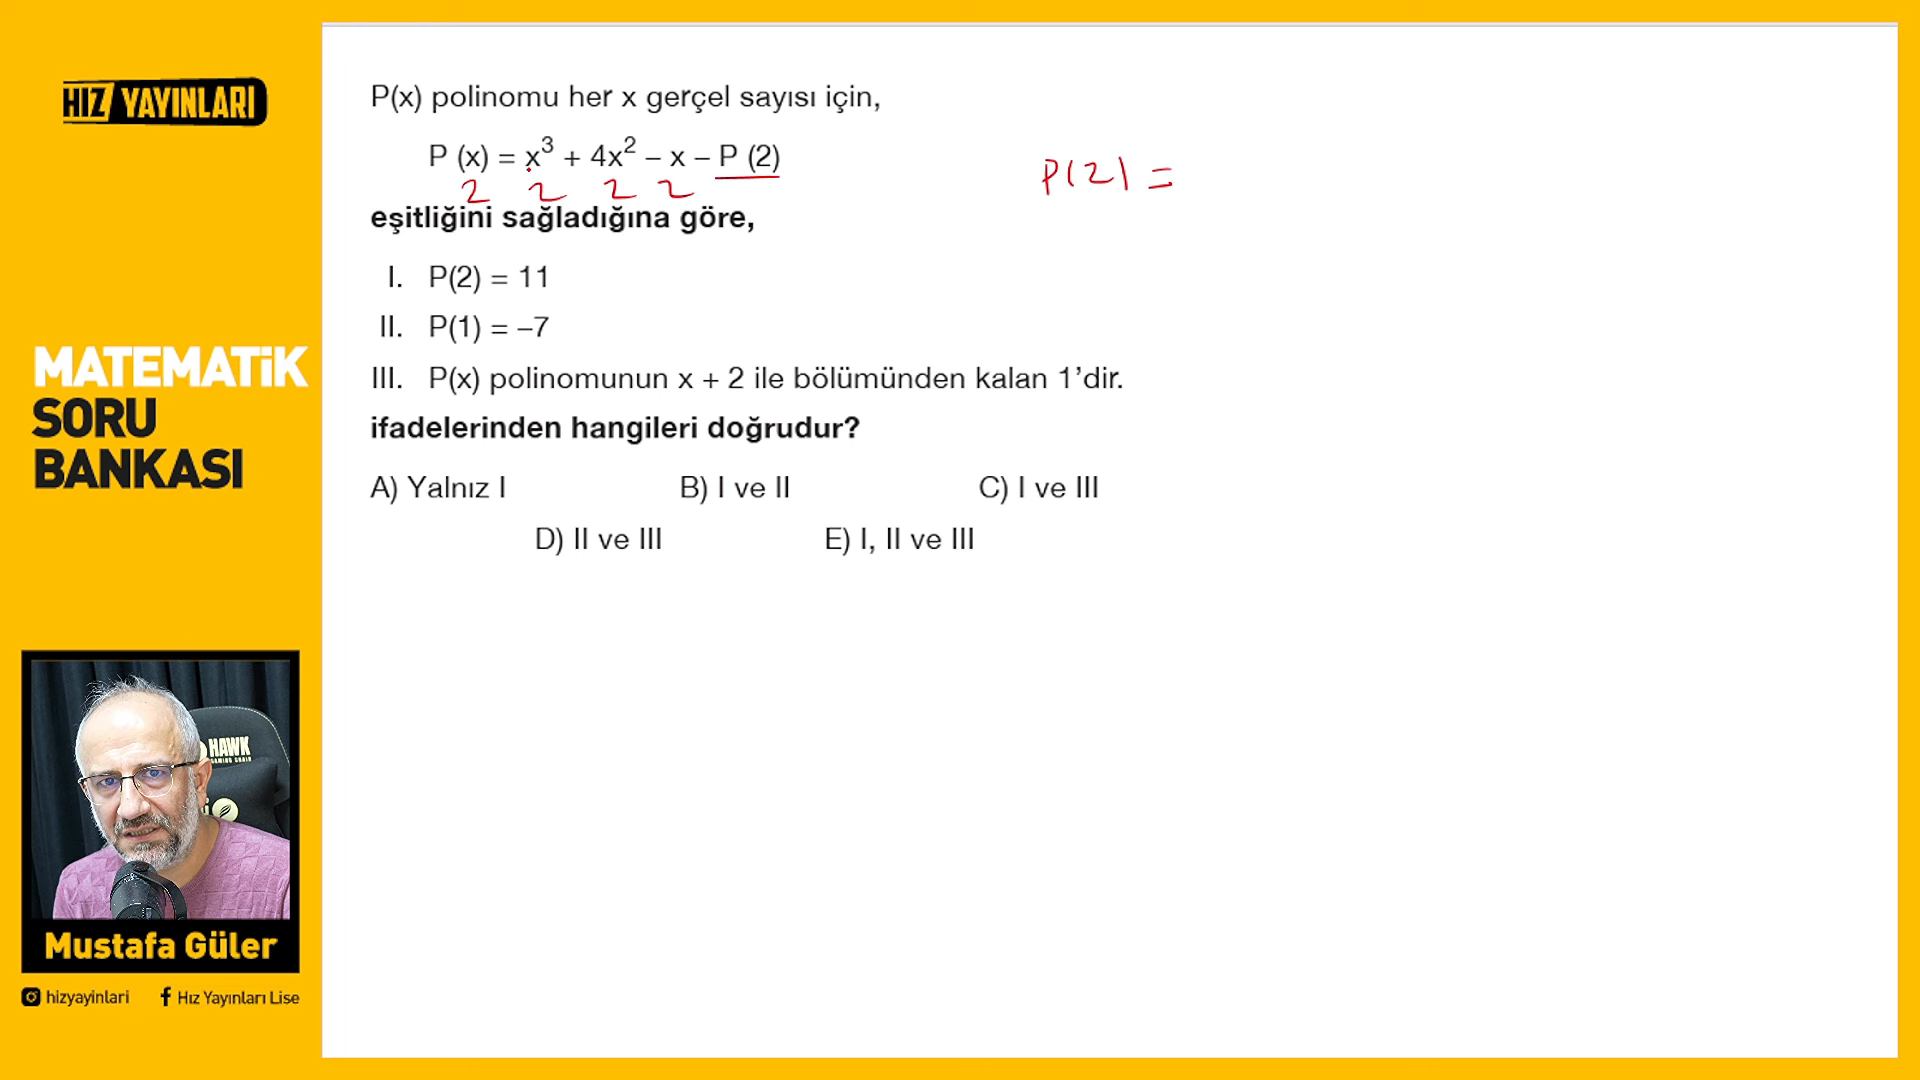 HIZ YAYINLARI
MATEMATİK
SORU
BANKASI
P(x) polinomu her x gerçel sayısı için,
P (x) = x³ + 4x² – x – P (2)
2 2 2 2
P(2) =
eşitliğini sağladığına göre,
I. P(2) = 11
II. P(1) = –7
III. P(x) polinomunun x + 2 ile bölümünden kalan 1’dir.
ifadelerinden hangileri doğrudur?
A) Yalnız I B) I ve II C) I ve III
D) II ve III E) I, II ve III
HAWK
GAMING CHAIR
Mustafa Güler
hizyayinlari Hız Yayınları Lise